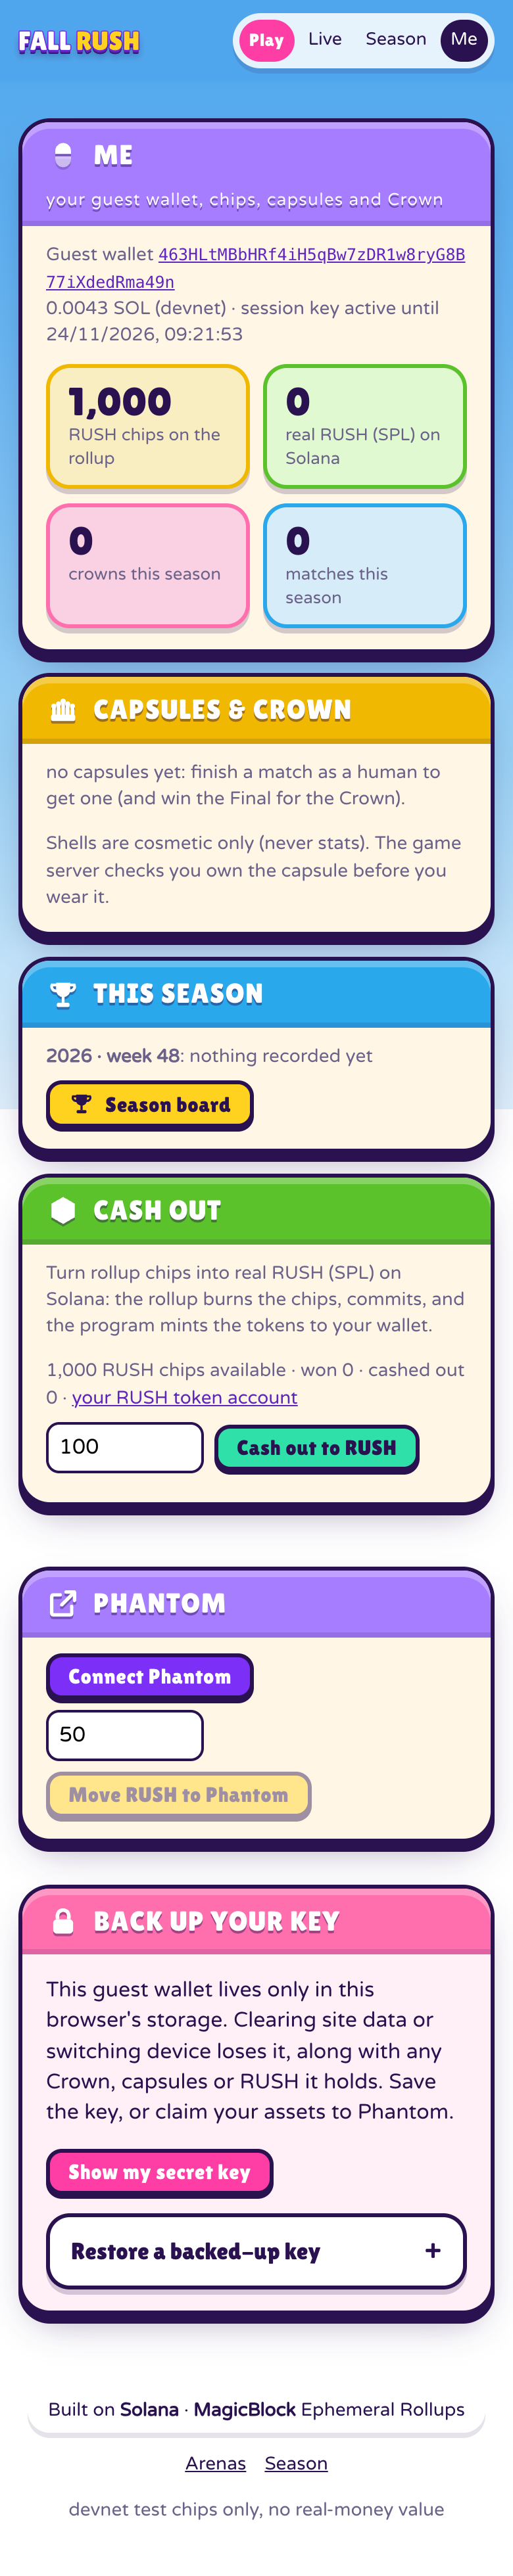 FALL RUSH
Play Live Season Me
ME
your guest wallet, chips, capsules and Crown
Guest wallet 463HLtMBbHRf4iH5qBw7zDR1w8ryG8B
77iXdedRma49n
0.0043 SOL (devnet) · session key active until
24/11/2026, 09:21:53
1,000
RUSH chips on the
rollup
0
real RUSH (SPL) on
Solana
0
crowns this season
0
matches this
season
CAPSULES & CROWN
no capsules yet: finish a match as a human to
get one (and win the Final for the Crown).
Shells are cosmetic only (never stats). The game
server checks you own the capsule before you
wear it.
THIS SEASON
2026 · week 48: nothing recorded yet
Season board
CASH OUT
Turn rollup chips into real RUSH (SPL) on
Solana: the rollup burns the chips, commits, and
the program mints the tokens to your wallet.
1,000 RUSH chips available · won 0 · cashed out
0 · your RUSH token account
100
Cash out to RUSH
PHANTOM
Connect Phantom
50
Move RUSH to Phantom
BACK UP YOUR KEY
This guest wallet lives only in this
browser's storage. Clearing site data or
switching device loses it, along with any
Crown, capsules or RUSH it holds. Save
the key, or claim your assets to Phantom.
Show my secret key
Restore a backed-up key +
Built on Solana · MagicBlock Ephemeral Rollups
Arenas Season
devnet test chips only, no real-money value